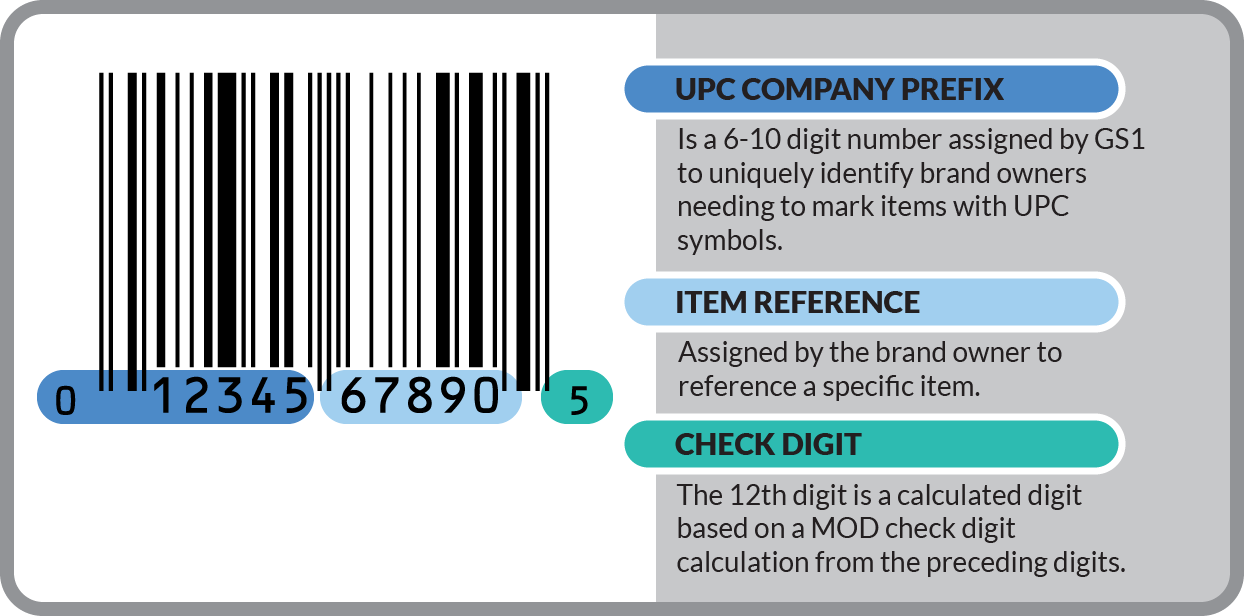 0 12345 67890 5
UPC COMPANY PREFIX
Is a 6-10 digit number assigned by GS1
to uniquely identify brand owners
needing to mark items with UPC
symbols.
ITEM REFERENCE
Assigned by the brand owner to
reference a specific item.
CHECK DIGIT
The 12th digit is a calculated digit
based on a MOD check digit
calculation from the preceding digits.